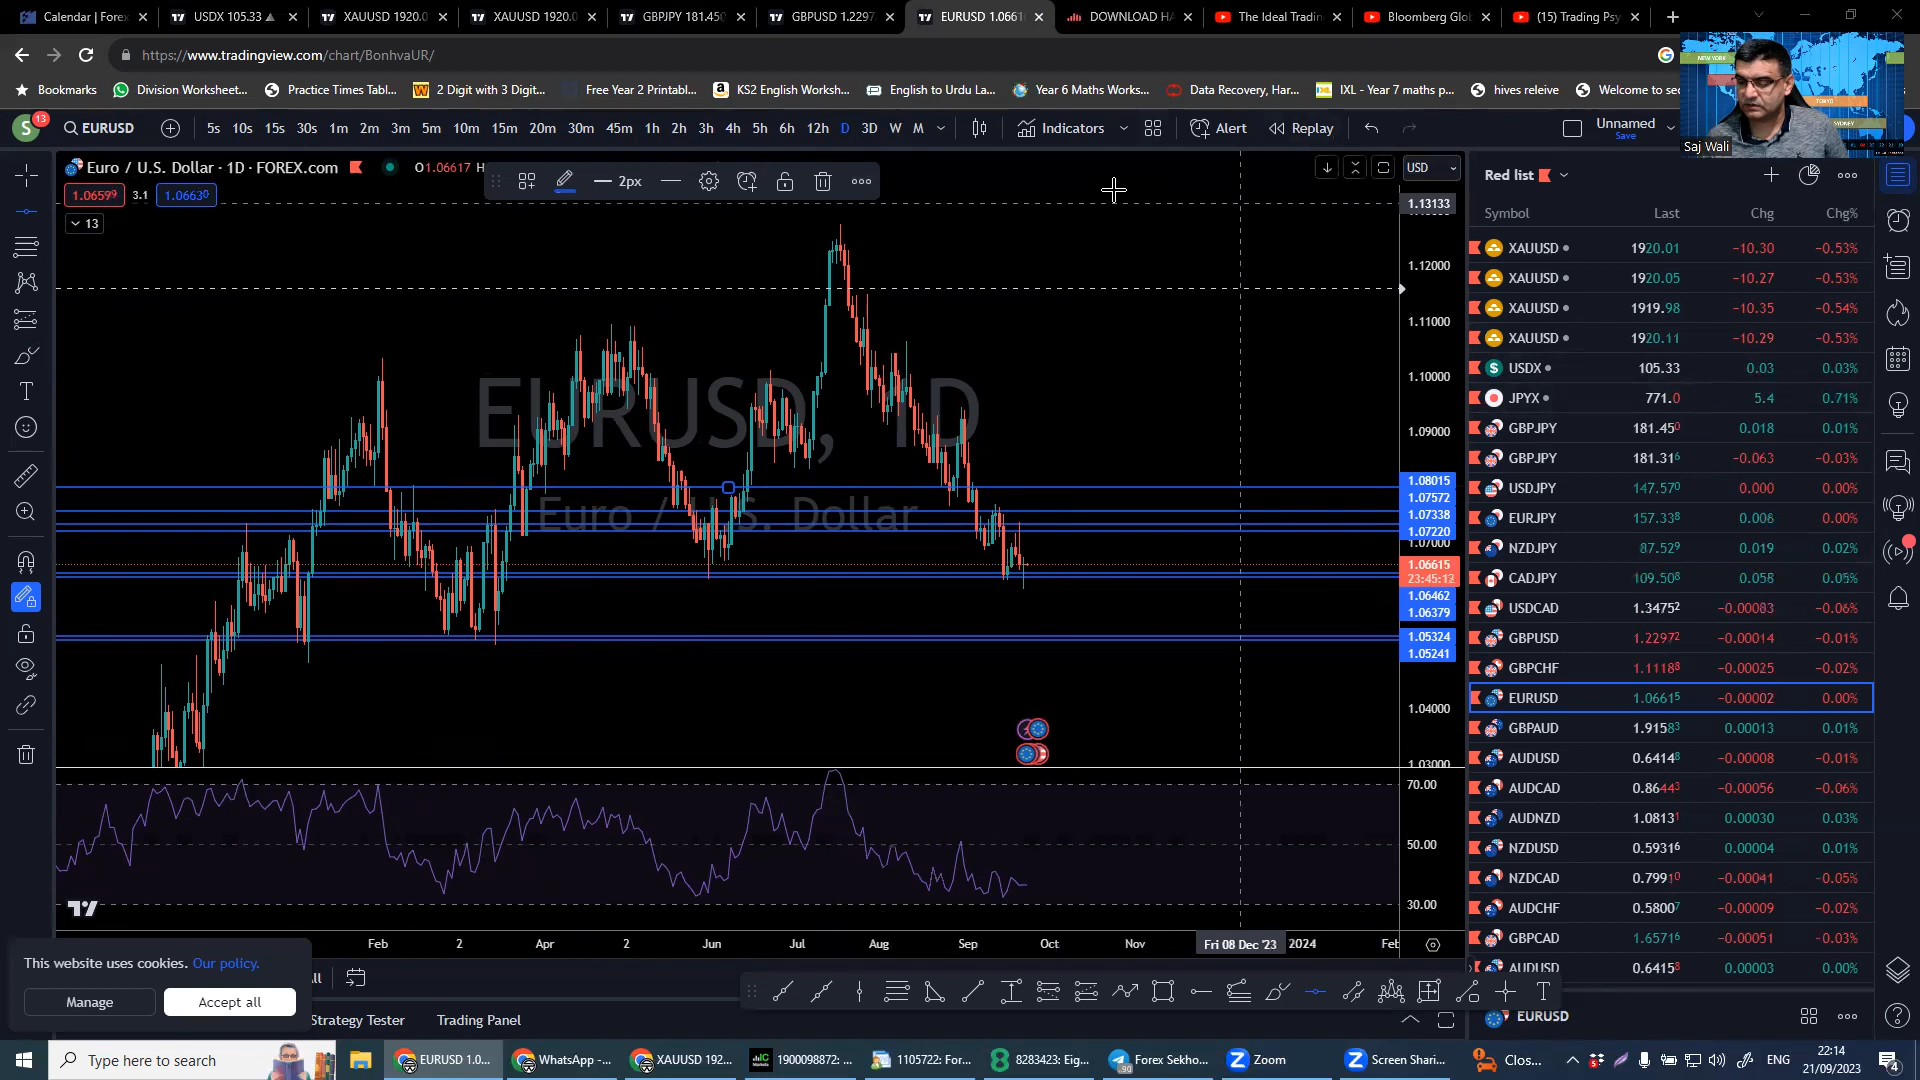 Calendar | Forex
USDX 105.33
XAUUSD 1920.0
XAUUSD 1920.0
GBPJPY 181.45
GBPUSD 1.2297
EURUSD 1.0661
DOWNLOAD HA
The Ideal Tradin
Bloomberg Glo
(15) Trading Psy
https://www.tradingview.com/chart/BonhvaUR/
Bookmarks
Division Worksheet...
Practice Times Tabl...
2 Digit with 3 Digit...
Free Year 2 Printabl...
KS2 English Worksh...
English to Urdu La...
Year 6 Maths Works...
Data Recovery, Har...
IXL - Year 7 maths p...
hives releive
Welcome to sec
NEW YORK
TOKYO
SYDNEY
Saj Wali
S 13
EURUSD
5s 10s 15s 30s 1m 2m 3m 5m 10m 15m 20m 30m 45m 1h 2h 3h 4h 5h 6h 12h D 3D W M
Indicators
Alert
Replay
Unnamed
Save
Euro / U.S. Dollar · 1D · FOREX.com
O1.06617 H
2px
USD
1.06599 3.1 1.06630
13
EURUSD, 1D
Euro / U.S. Dollar
1.13133
1.12000
1.11000
1.10000
1.09000
1.08015
1.07572
1.07338
1.07220
1.07000
1.06615
23:45:12
1.06462
1.06379
1.05324
1.05241
1.04000
1.03000
70.00
50.00
30.00
Feb 2 Apr 2 Jun Jul Aug Sep Oct Nov Fri 08 Dec '23 2024 Feb
Red list
Symbol Last Chg Chg%
XAUUSD 1920.01 −10.30 −0.53%
XAUUSD 1920.05 −10.27 −0.53%
XAUUSD 1919.98 −10.35 −0.54%
XAUUSD 1920.11 −10.29 −0.53%
USDX 105.33 0.03 0.03%
JPYX 771.0 5.4 0.71%
GBPJPY 181.450 0.018 0.01%
GBPJPY 181.316 −0.063 −0.03%
USDJPY 147.570 0.000 0.00%
EURJPY 157.338 0.006 0.00%
NZDJPY 87.529 0.019 0.02%
CADJPY 109.508 0.058 0.05%
USDCAD 1.34752 −0.00083 −0.06%
GBPUSD 1.22972 −0.00014 −0.01%
GBPCHF 1.11188 −0.00025 −0.02%
EURUSD 1.06615 −0.00002 0.00%
GBPAUD 1.91583 0.00013 0.01%
AUDUSD 0.64148 −0.00008 −0.01%
AUDCAD 0.86443 −0.00056 −0.06%
AUDNZD 1.08131 0.00030 0.03%
NZDUSD 0.59316 0.00004 0.01%
NZDCAD 0.79910 −0.00041 −0.05%
AUDCHF 0.58007 −0.00009 −0.02%
GBPCAD 1.65716 −0.00051 −0.03%
AUDUSD 0.64158 0.00003 0.00%
EURUSD
This website uses cookies. Our policy.
Manage
Accept all
Strategy Tester
Trading Panel
Type here to search
EURUSD 1.0...
WhatsApp -...
XAUUSD 192...
1900098872: ...
1105722: For...
8283423: Eig...
Forex Sekho...
Zoom
Screen Shari...
Clos...
ENG
22:14
21/09/2023
4